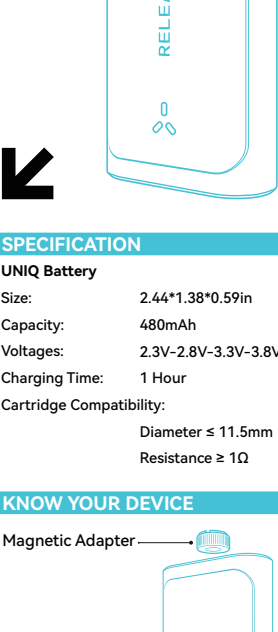 SPECIFICATION
UNIQ Battery
Size: 2.44*1.38*0.59in
Capacity: 480mAh
Voltages: 2.3V-2.8V-3.3V-3.8V
Charging Time: 1 Hour
Cartridge Compatibility:
Diameter ≤ 11.5mm
Resistance ≥ 1Ω
KNOW YOUR DEVICE
Magnetic Adapter